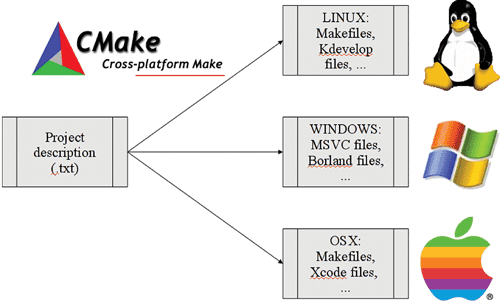 CMake
Cross-platform Make
Project
description
(.txt)
LINUX:
Makefiles,
Kdevelop
files, ...
WINDOWS:
MSVC files,
Borland files,
...
OSX:
Makefiles,
Xcode files,
...
®